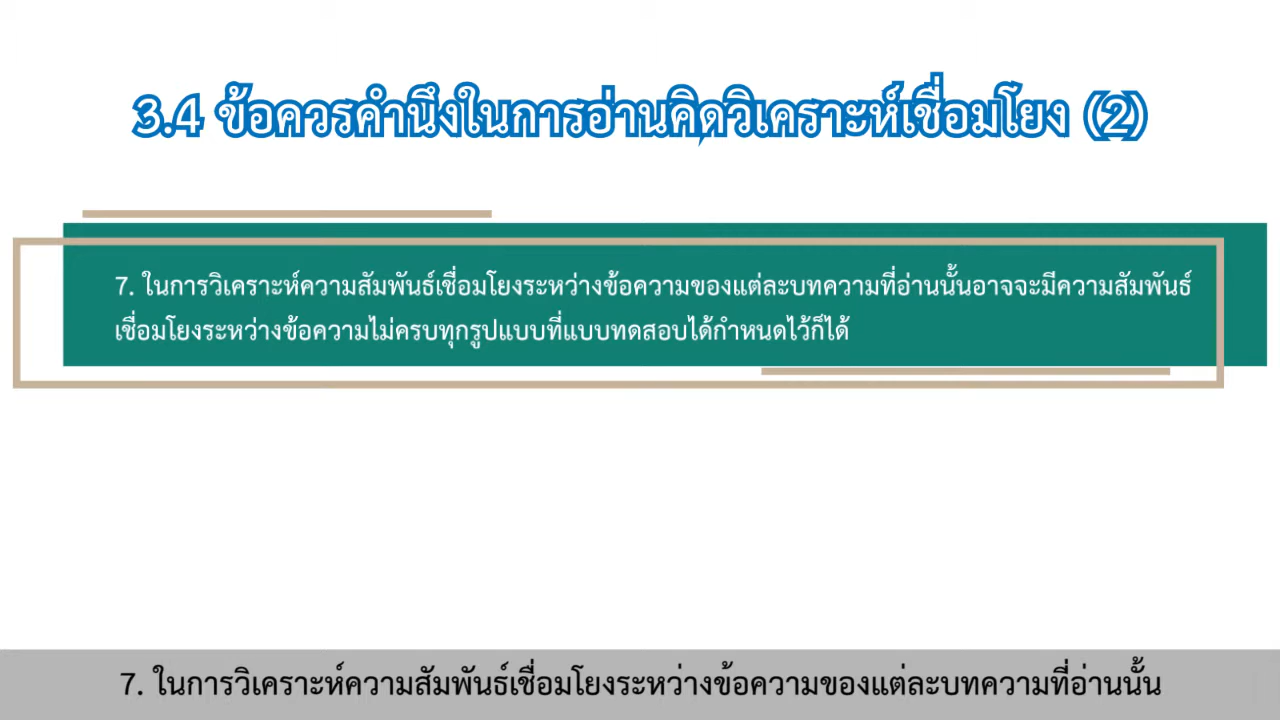 3.4 ข้อควรคำนึงในการอ่านคิดวิเคราะห์เชื่อมโยง (2)
7. ในการวิเคราะห์ความสัมพันธ์เชื่อมโยงระหว่างข้อความของแต่ละบทความที่อ่านนั้นอาจจะมีความสัมพันธ์
เชื่อมโยงระหว่างข้อความไม่ครบทุกรูปแบบที่แบบทดสอบได้กำหนดไว้ก็ได้
7. ในการวิเคราะห์ความสัมพันธ์เชื่อมโยงระหว่างข้อความของแต่ละบทความที่อ่านนั้น